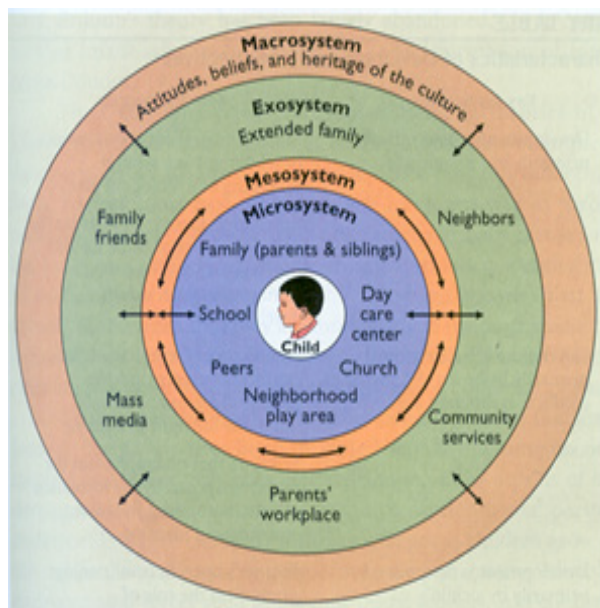 Macrosystem
Attitudes, beliefs, and heritage of the culture
Exosystem
Extended family
Mesosystem
Microsystem
Family
friends
Neighbors
Family (parents & siblings)
School
Day
care
center
Child
Peers
Church
Neighborhood
play area
Mass
media
Community
services
Parents'
workplace